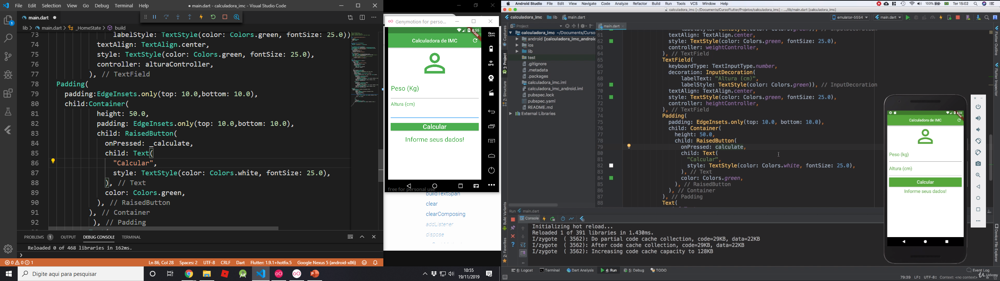 File Edit Selection View Go Debug Terminal Help
● main.dart - calculadora_imc - Visual Studio Code
main.dart
lib > main.dart > _HomeState > build
73 labelStyle: TextStyle(color: Colors.green, fontSize: 25.0))
74 textAlign: TextAlign.center,
75 style: TextStyle(color: Colors.green, fontSize: 25.0),
76 controller: alturaController,
77 ), // TextField
78 Padding(
79 padding:EdgeInsets.only(top: 10.0,bottom: 10.0),
80 child:Container(
81 height: 50.0,
82 padding: EdgeInsets.only(top: 10.0,bottom: 10.0),
83 child: RaisedButton(
84 onPressed: _calculate,
85 child: Text(
86 "Calcular",
87 style: TextStyle(color: Colors.white, fontSize: 25.0),
88 ), // Text
89 color: Colors.green,
90 ), // RaisedButton
91 ), // Container
92 ), // Padding
PROBLEMS 1 OUTPUT DEBUG CONSOLE TERMINAL
Reloaded 0 of 468 libraries in 162ms.
0 0 1
Ln 86, Col 28 Spaces: 2 UTF-8 CRLF Dart Flutter: 1.9.1+hotfix.5 Google Nexus 5 (android-x86)
Digite aqui para pesquisar
10:55
19/11/2019
Genymotion for perso...
8:55
Calculadora de IMC
Peso (Kg)
Altura (cm)
Calcular
Informe seus dados!
free for personal use
Open GAPPS
GPS
buildTextSpan
clear
clearComposing
addListener
dispose
Android Studio File Edit View Navigate Code Analyze Refactor Build Run Tools VCS Window Help
100% Ter 15:02
calculadora_imc [~/Documents/CursoFlutter/Projetos/calculadora_imc] - .../lib/main.dart [calculadora_imc]
calculadora_imc lib main.dart
emulator-5554 main.dart
Project
main.dart
calculadora_imc ~/Documents/Curso
android [calculadora_imc_android
ios
lib
test
.gitignore
.metadata
.packages
calculadora_imc.iml
calculadora_imc_android.iml
pubspec.lock
pubspec.yaml
README.md
External Libraries
Captures
1: Project
Z: Structure
Build Variants
2: Favorites
61 textAlign: TextAlign.center,
62 style: TextStyle(color: Colors.green, fontSize: 25.0),
63 controller: weightController,
64 ), // TextField
65 TextField(
66 keyboardType: TextInputType.number,
67 decoration: InputDecoration(
68 labelText: "Altura (cm)",
69 labelStyle: TextStyle(color: Colors.green)), // InputDecoration
70 textAlign: TextAlign.center,
71 style: TextStyle(color: Colors.green, fontSize: 25.0),
72 controller: heightController,
73 ), // TextField
74 Padding(
75 padding: EdgeInsets.only(top: 10.0, bottom: 10.0),
76 child: Container(
77 height: 50.0,
78 child: RaisedButton(
79 onPressed: calculate,
80 child: Text(
81 "Calcular",
82 style: TextStyle(color: Colors.white, fontSize: 25.0),
83 ), // Text
84 color: Colors.green,
85 ), // RaisedButton
86 ), // Container
87 ), // Padding
88 Text(
Flutter Outline
Flutter Inspector
Device File Explorer
Calculadora de IMC
Peso (kg)
Altura (cm)
Calcular
Informe seus dados!
Run main.dart
Console
Initializing hot reload...
Reloaded 1 of 391 libraries in 1.430ms.
I/zygote ( 3562): Do partial code cache collection, code=29KB, data=22KB
I/zygote ( 3562): After code cache collection, code=29KB, data=22KB
I/zygote ( 3562): Increasing code cache capacity to 128KB
6: Logcat Terminal Dart Analysis 4: Run 5: Debug TODO
Event Log
79:39 LF UTF-8 Context: <no context>
Udemy